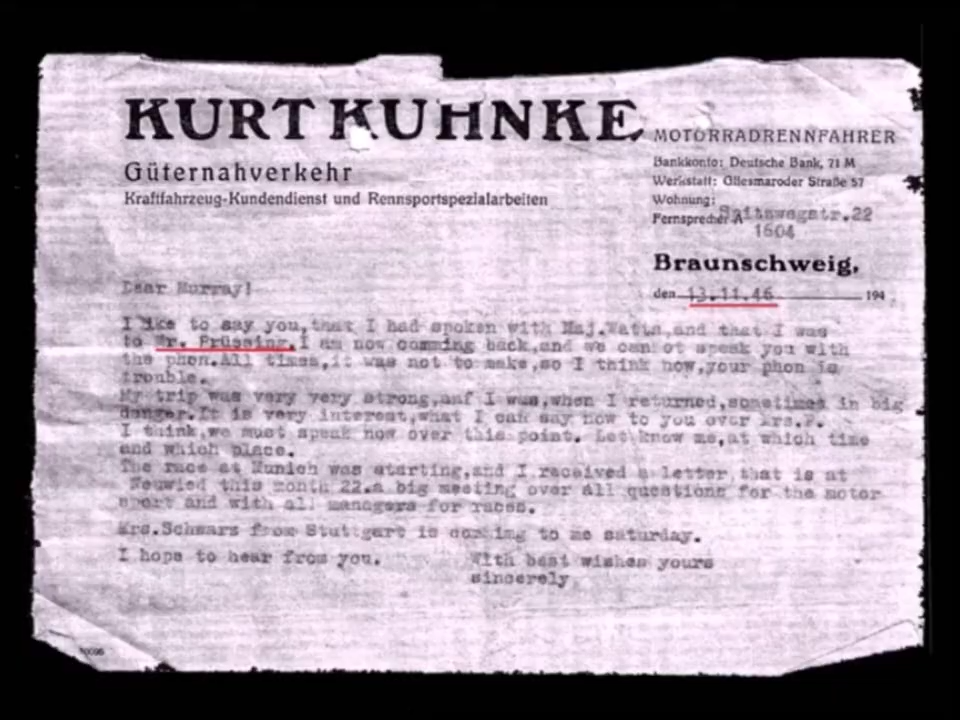 KURT KUHNKE
MOTORRADRENNFAHRER
Güternahverkehr
Kraftfahrzeug-Kundendienst und Rennsportspezialarbeiten
Bankkonto: Deutsche Bank, 71 M
Werkstatt: Gliesmaroder Straße 57
Wohnung:
Fernsprecher A Spitzwegstr.22
1604
Braunschweig,
den 13.11.46 194
Dear Murray!
I like to say you,that I had spoken with Maj.Watts,and that I was
to Mr. Prüssing.I am now comming back,and we can ot speak you with
the phon.All times,it was not to make,so I think now,your phon is
trouble.
My trip was very very strong,anf I was,when I returned,sometimes in big
danger.It is very interest,what I can say now to you over Mrs.P.
I think,we must speak now over this point. Let know me,at which time
and which place.
The race at Munich was starting,and I received a letter,that is at
Neuwied this month 22.a big meeting over all questions for the motor
sport and with all managers for races.
Mrs.Schwarz from Stuttgart is comming to me saturday.
I hope to hear from you. With best wishes yours
sincerely